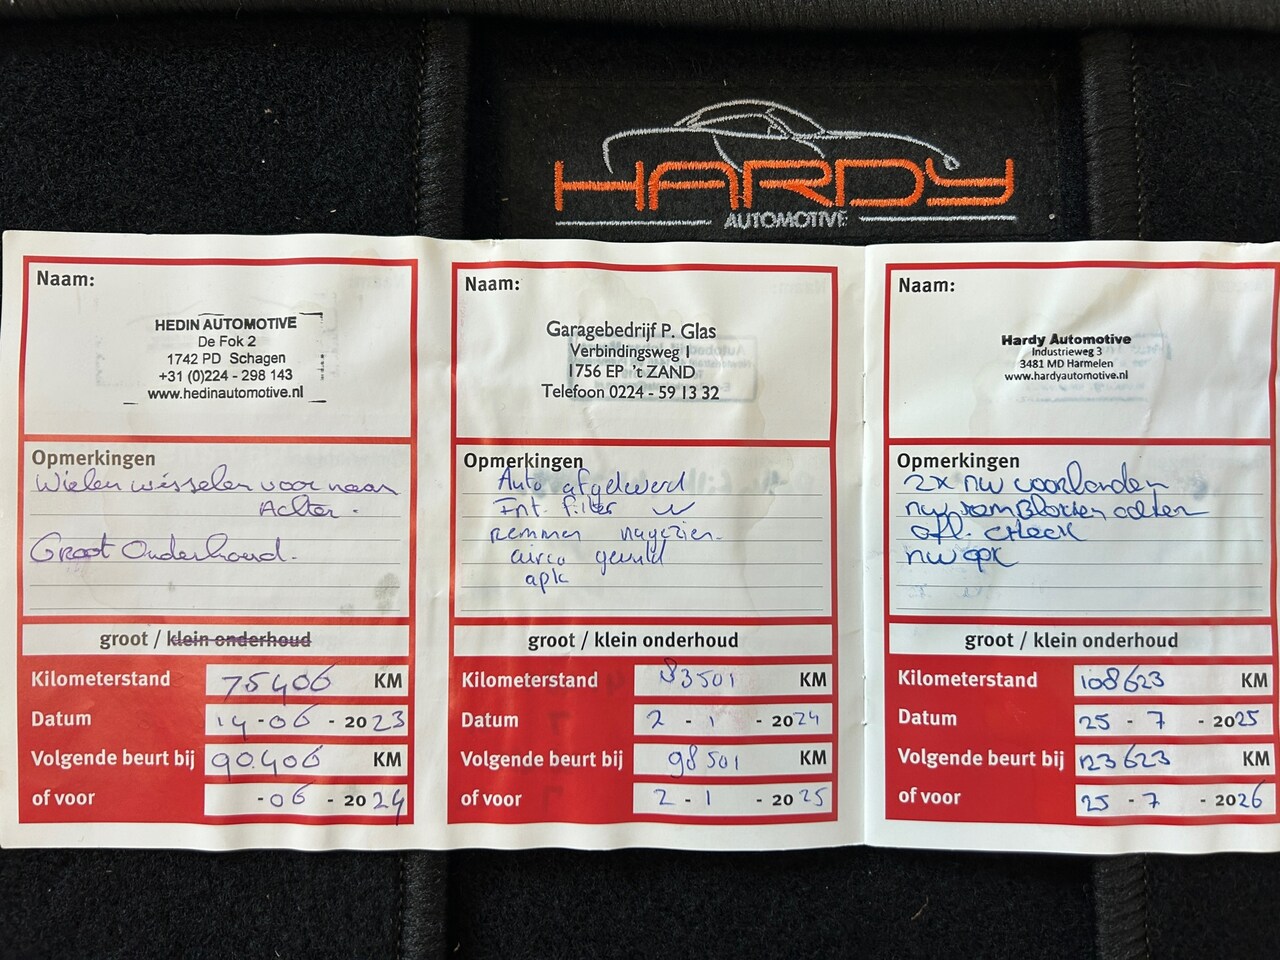 HARDY
AUTOMOTIVE
Naam:
HEDIN AUTOMOTIVE
De Fok 2
1742 PD Schagen
+31 (0)224 - 298 143
www.hedinautomotive.nl
Opmerkingen
Wielen wisselen voor naar
Achter.
Groot Onderhoud.
groot / klein onderhoud
Kilometerstand 75406 KM
Datum 14-06-2023
Volgende beurt bij 90.406 KM
of voor -06-2024
Naam:
Garagebedrijf P. Glas
Verbindingsweg 1
1756 EP 't ZAND
Telefoon 0224 - 59 13 32
Opmerkingen
Auto afgeleverd
Int. filter
remmen nagezien.
airco gevuld
apk
groot / klein onderhoud
Kilometerstand 83501 KM
Datum 2-1-2024
Volgende beurt bij 98501 KM
of voor 2-1-2025
Naam:
Hardy Automotive
Industrieweg 3
3481 MD Harmelen
www.hardyautomotive.nl
Opmerkingen
2x nw voorbanden
nw remblokken achter
afl. check
nw apk
groot / klein onderhoud
Kilometerstand 108623 KM
Datum 25-7-2025
Volgende beurt bij 123623 KM
of voor 25-7-2026